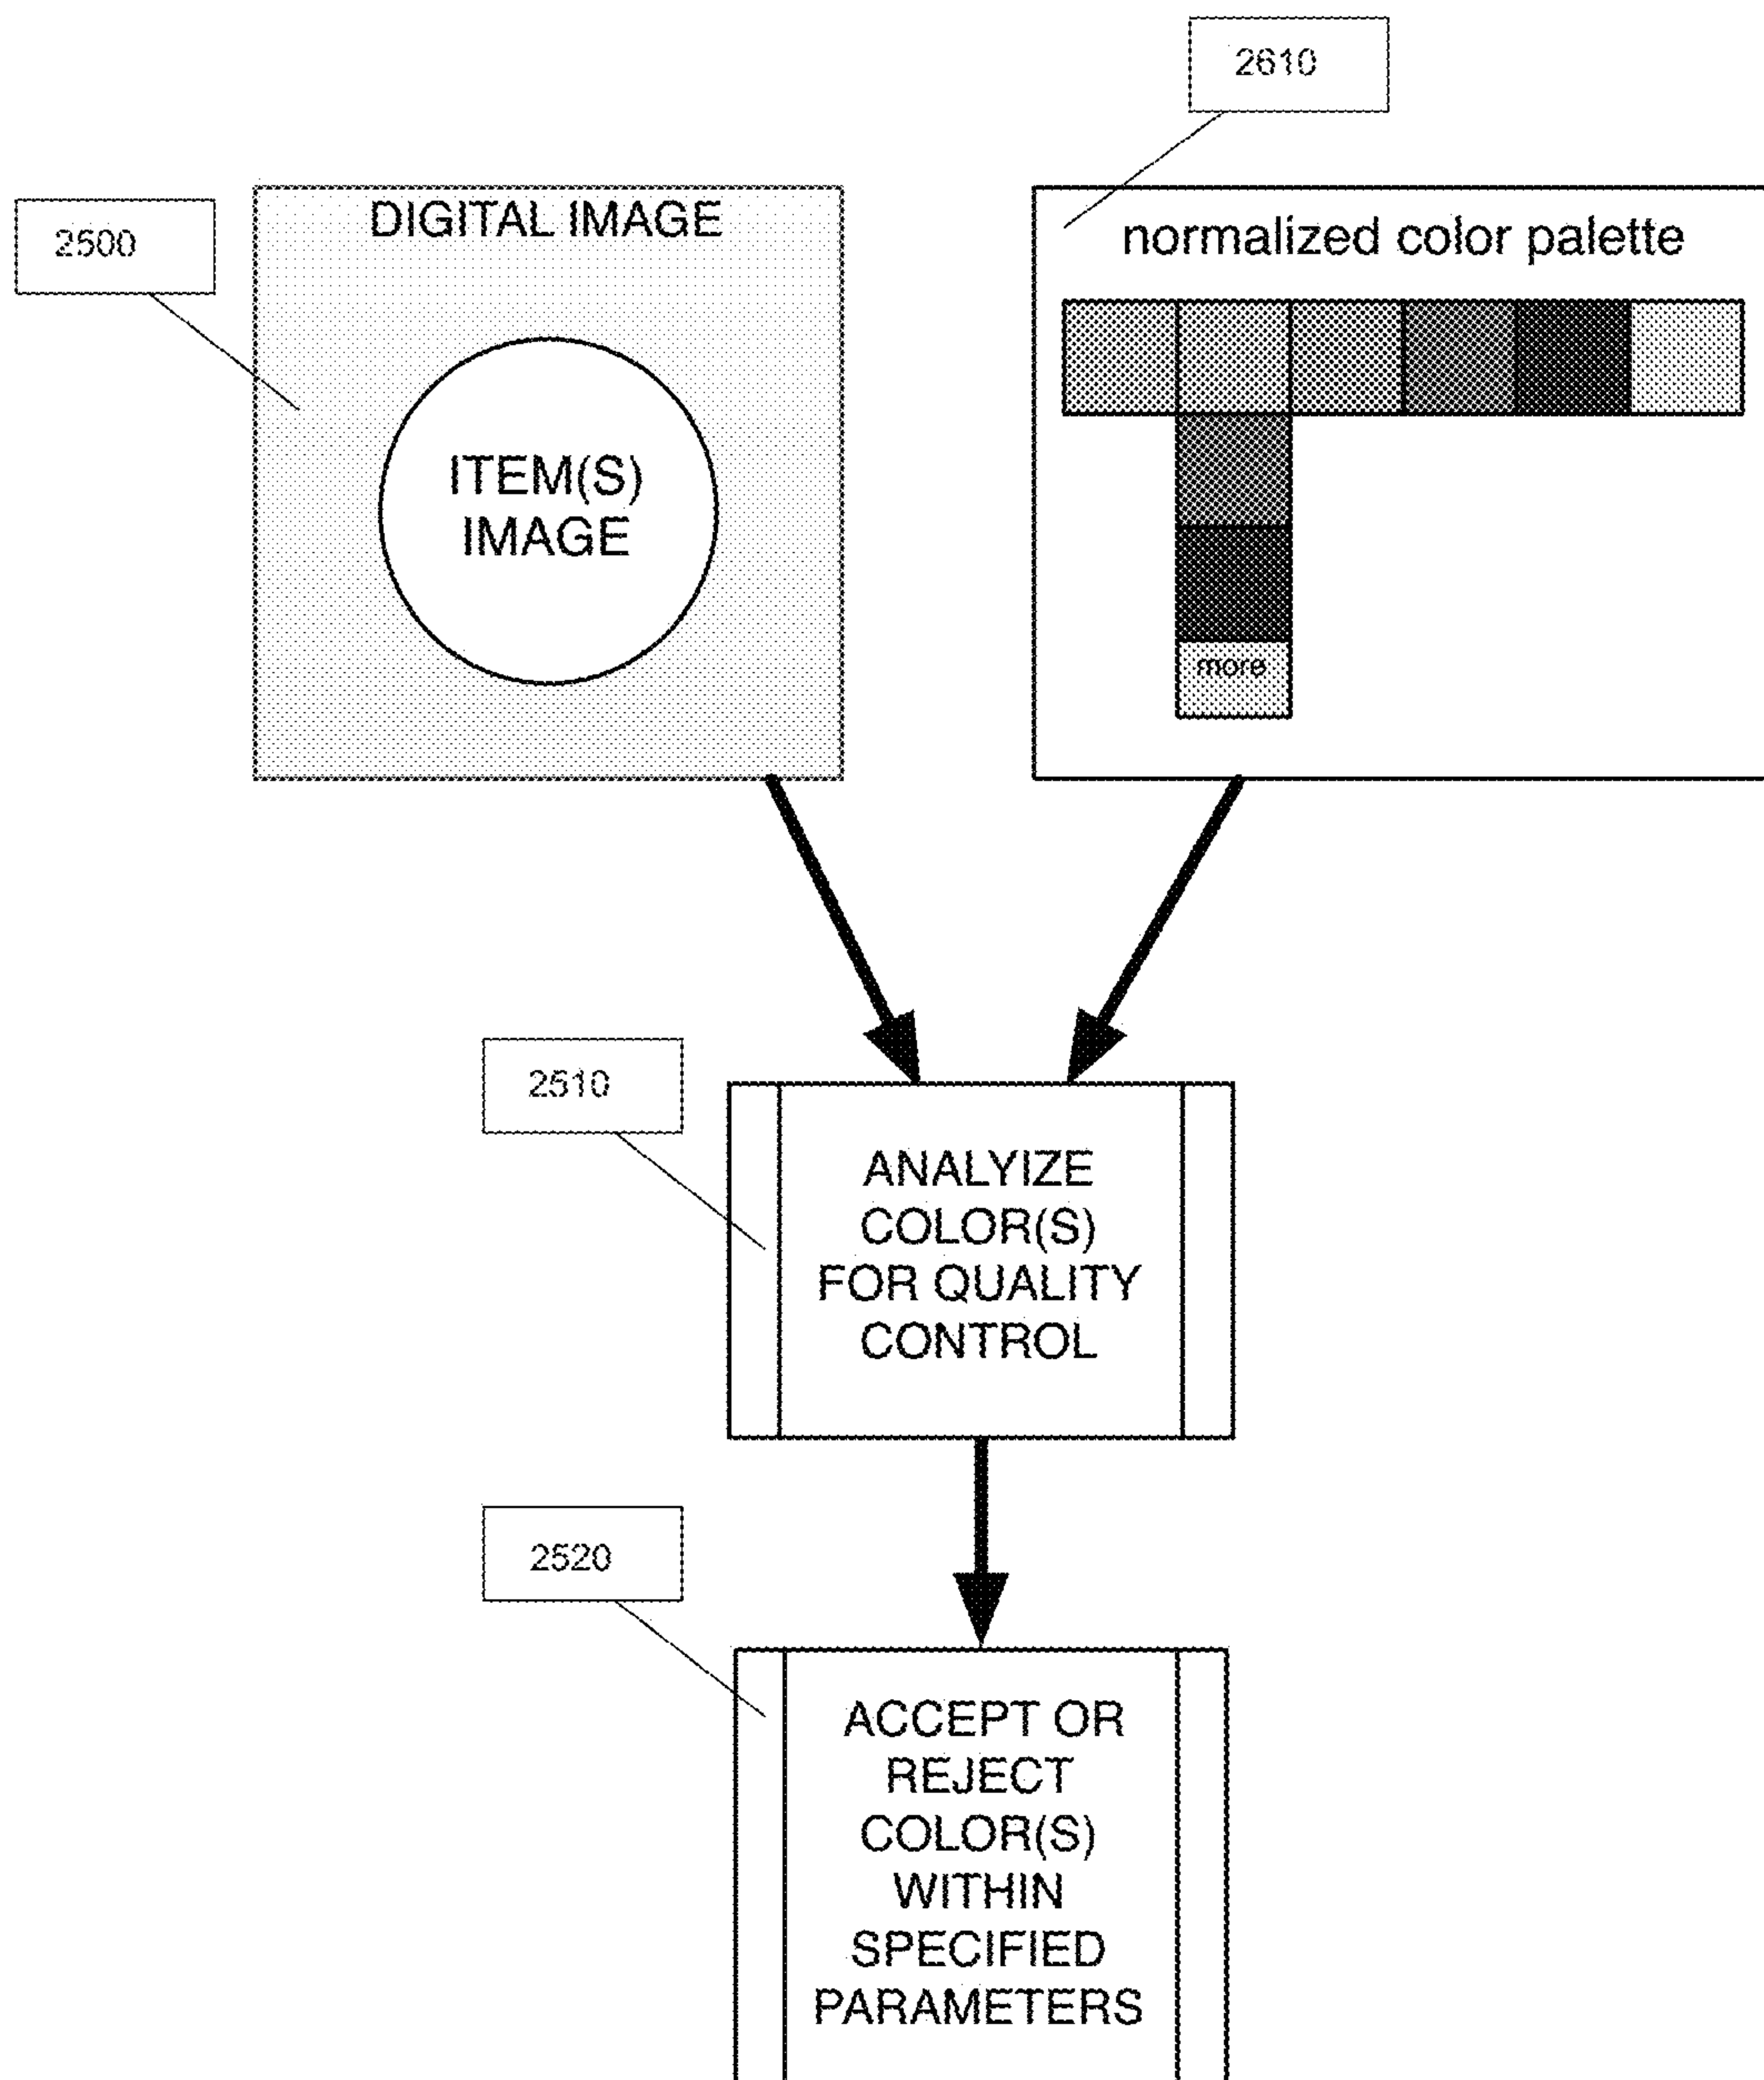 2610
2500
DIGITAL IMAGE
normalized color palette
ITEM(S)
IMAGE
more
2510
ANALYIZE
COLOR(S)
FOR QUALITY
CONTROL
2520
ACCEPT OR
REJECT
COLOR(S)
WITHIN
SPECIFIED
PARAMETERS